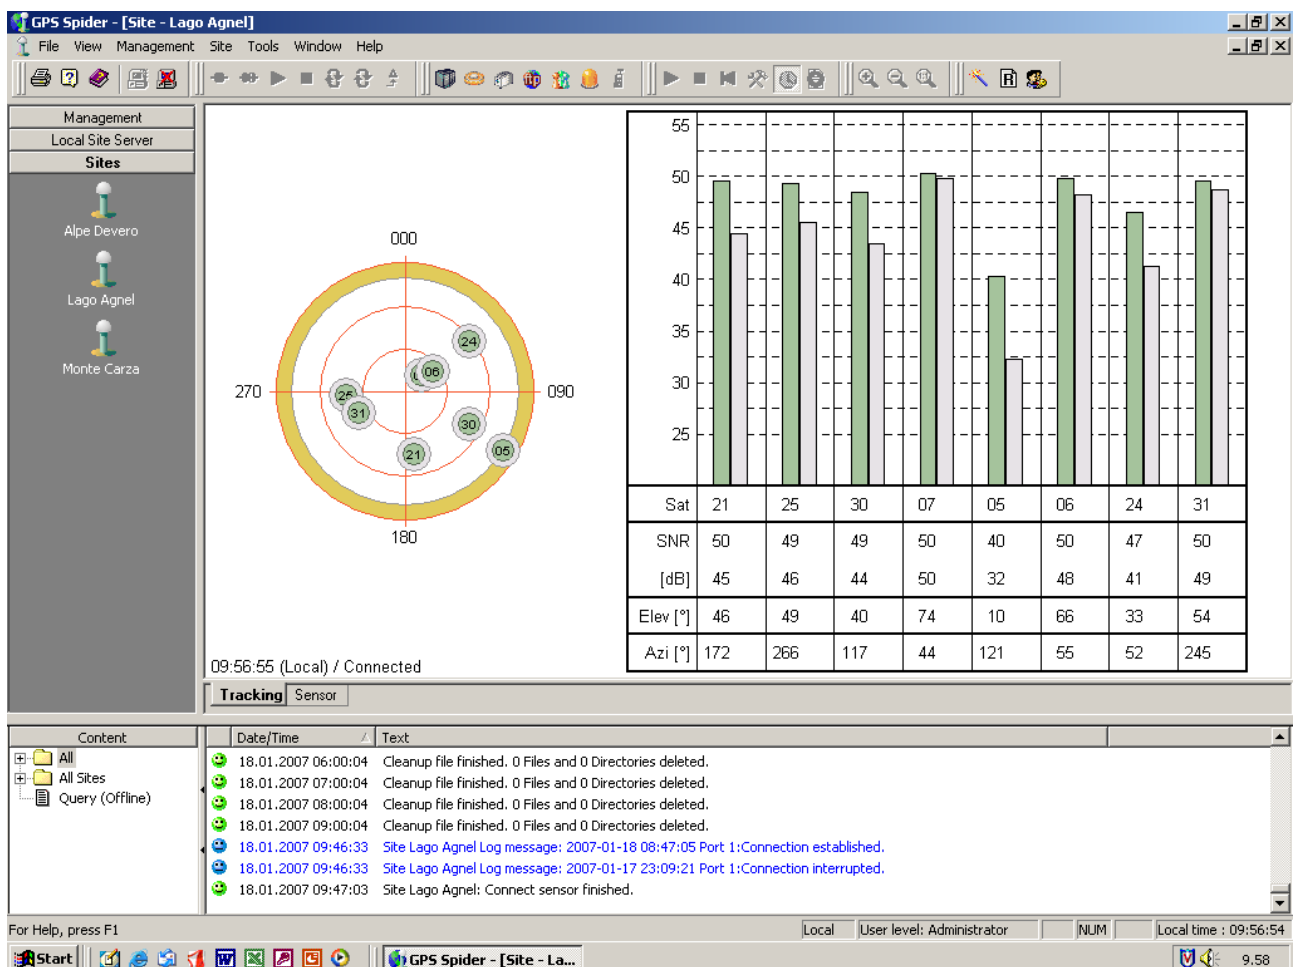 GPS Spider - [Site - Lago Agnel]
File View Management Site Tools Window Help
Management
Local Site Server
Sites
Alpe Devero
Lago Agnel
Monte Carza
000
270
090
180
24
06
25
31
30
21
05
09:56:55 (Local) / Connected
55
50
45
40
35
30
25
Sat 21 25 30 07 05 06 24 31
SNR 50 49 49 50 40 50 47 50
[dB] 45 46 44 50 32 48 41 49
Elev [°] 46 49 40 74 10 66 33 54
Azi [°] 172 266 117 44 121 55 52 245
Tracking Sensor
Content
All
All Sites
Query (Offline)
Date/Time Text
18.01.2007 06:00:04 Cleanup file finished. 0 Files and 0 Directories deleted.
18.01.2007 07:00:04 Cleanup file finished. 0 Files and 0 Directories deleted.
18.01.2007 08:00:04 Cleanup file finished. 0 Files and 0 Directories deleted.
18.01.2007 09:00:04 Cleanup file finished. 0 Files and 0 Directories deleted.
18.01.2007 09:46:33 Site Lago Agnel Log message: 2007-01-18 08:47:05 Port 1:Connection established.
18.01.2007 09:46:33 Site Lago Agnel Log message: 2007-01-17 23:09:21 Port 1:Connection interrupted.
18.01.2007 09:47:03 Site Lago Agnel: Connect sensor finished.
For Help, press F1
Local User level: Administrator NUM Local time : 09:56:54
Start GPS Spider - [Site - La... 9.58